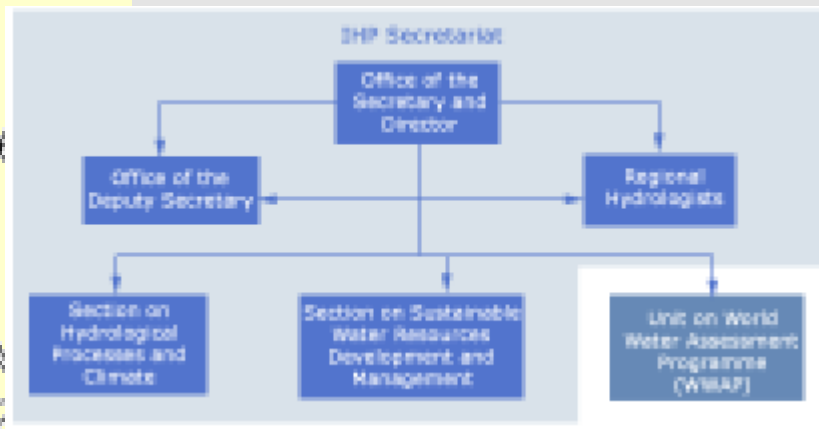 IHP Secretariat
Office of the
Secretary and
Director
Office of the
Deputy Secretary
Regional
Hydrologists
Section on
Hydrological
Processes and
Climate
Section on Sustainable
Water Resources
Development and
Management
Unit on World
Water Assessment
Programme
(WWAP)